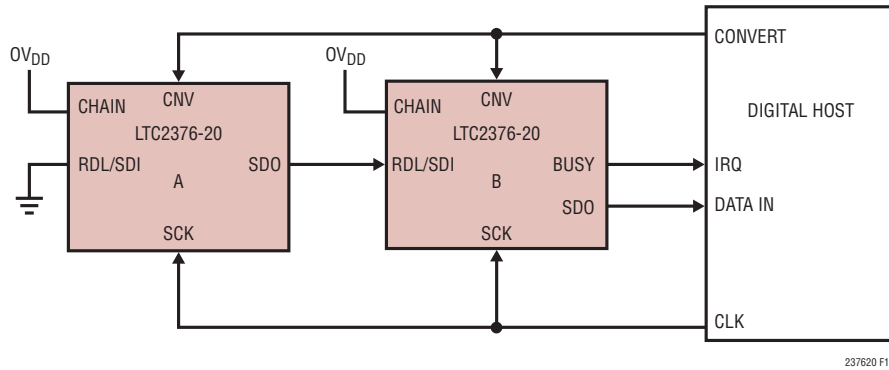 CONVERT
OVDD
OVDD
CHAIN
CNV
CHAIN
CNV
DIGITAL HOST
LTC2376-20
LTC2376-20
RDL/SDI
SDO
RDL/SDI
BUSY
IRQ
A
B
SDO
DATA IN
SCK
SCK
CLK
237620 F1